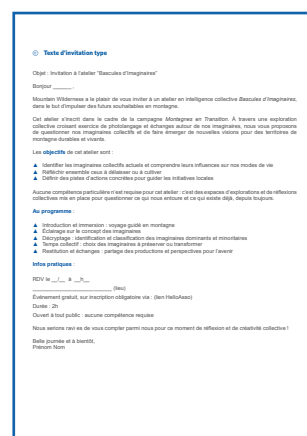 Texte d'invitation type
Objet : Invitation à l'atelier "Bascules d'Imaginaires"
Bonjour ______ ,
Mountain Wilderness a le plaisir de vous inviter à un atelier en intelligence collective Bascules d'Imaginaires,
dans le but d'impulser des futurs souhaitables en montagne.
Cet atelier s'inscrit dans le cadre de la campagne Montagnes en Transition. À travers une exploration
collective croisant exercice de photolangage et échanges autour de nos imaginaires, nous vous proposons
de questionner nos imaginaires collectifs et de faire émerger de nouvelles visions pour des territoires de
montagne durables et vivants.
Les objectifs de cet atelier sont :
▲ Identifier les imaginaires collectifs actuels et comprendre leurs influences sur nos modes de vie
▲ Réfléchir ensemble ceux à délaisser ou à cultiver
▲ Définir des pistes d'actions concrètes pour guider les initiatives locales
Aucune compétence particulière n'est requise pour cet atelier : c'est des espaces d'explorations et de réflexions
collectives mis en place pour questionner ce qui nous entoure et ce qui existe déjà, depuis toujours.
Au programme :
▲ Introduction et immersion : voyage guidé en montagne
▲ Éclairage sur le concept des imaginaires
▲ Décryptage : identification et classification des imaginaires dominants et minoritaires
▲ Temps collectif : choix des imaginaires à préserver ou transformer
▲ Restitution et échanges : partage des productions et perspectives pour l'avenir
Infos pratiques :
RDV le __/__ à __h__
__________________________ (lieu)
Événement gratuit, sur inscription obligatoire via : (lien HelloAsso)
Durée : 2h
Ouvert à tout public : aucune compétence requise
Nous serions ravi·es de vous compter parmi nous pour ce moment de réflexion et de créativité collective !
Belle journée et à bientôt,
Prénom Nom